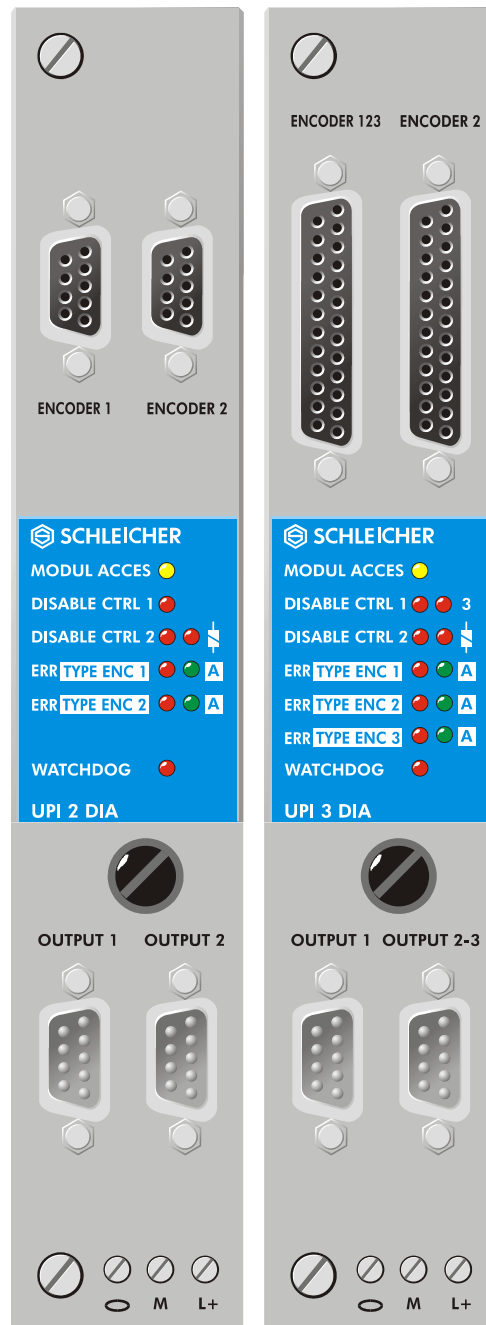 ENCODER 1 ENCODER 2
SCHLEICHER
MODUL ACCES
DISABLE CTRL 1
DISABLE CTRL 2
ERR TYPE ENC 1 A
ERR TYPE ENC 2 A
WATCHDOG
UPI 2 DIA
OUTPUT 1 OUTPUT 2
M L+
ENCODER 123 ENCODER 2
SCHLEICHER
MODUL ACCES
DISABLE CTRL 1 3
DISABLE CTRL 2
ERR TYPE ENC 1 A
ERR TYPE ENC 2 A
ERR TYPE ENC 3 A
WATCHDOG
UPI 3 DIA
OUTPUT 1 OUTPUT 2-3
M L+